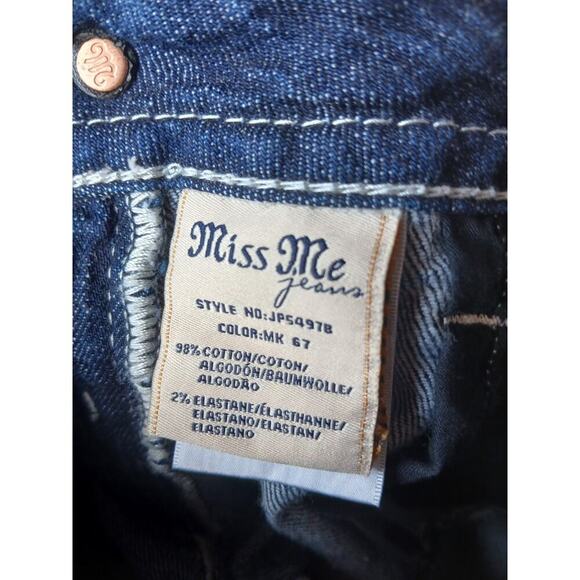 Miss Me
jeans
STYLE NO:JP5497B
COLOR:MK 67
98% COTTON/COTON/
ALGODÓN/BAUMWOLLE/
ALGODÃO
2% ELASTANE/ÉLASTHANNE/
ELASTANO/ELASTAN/
ELASTANO